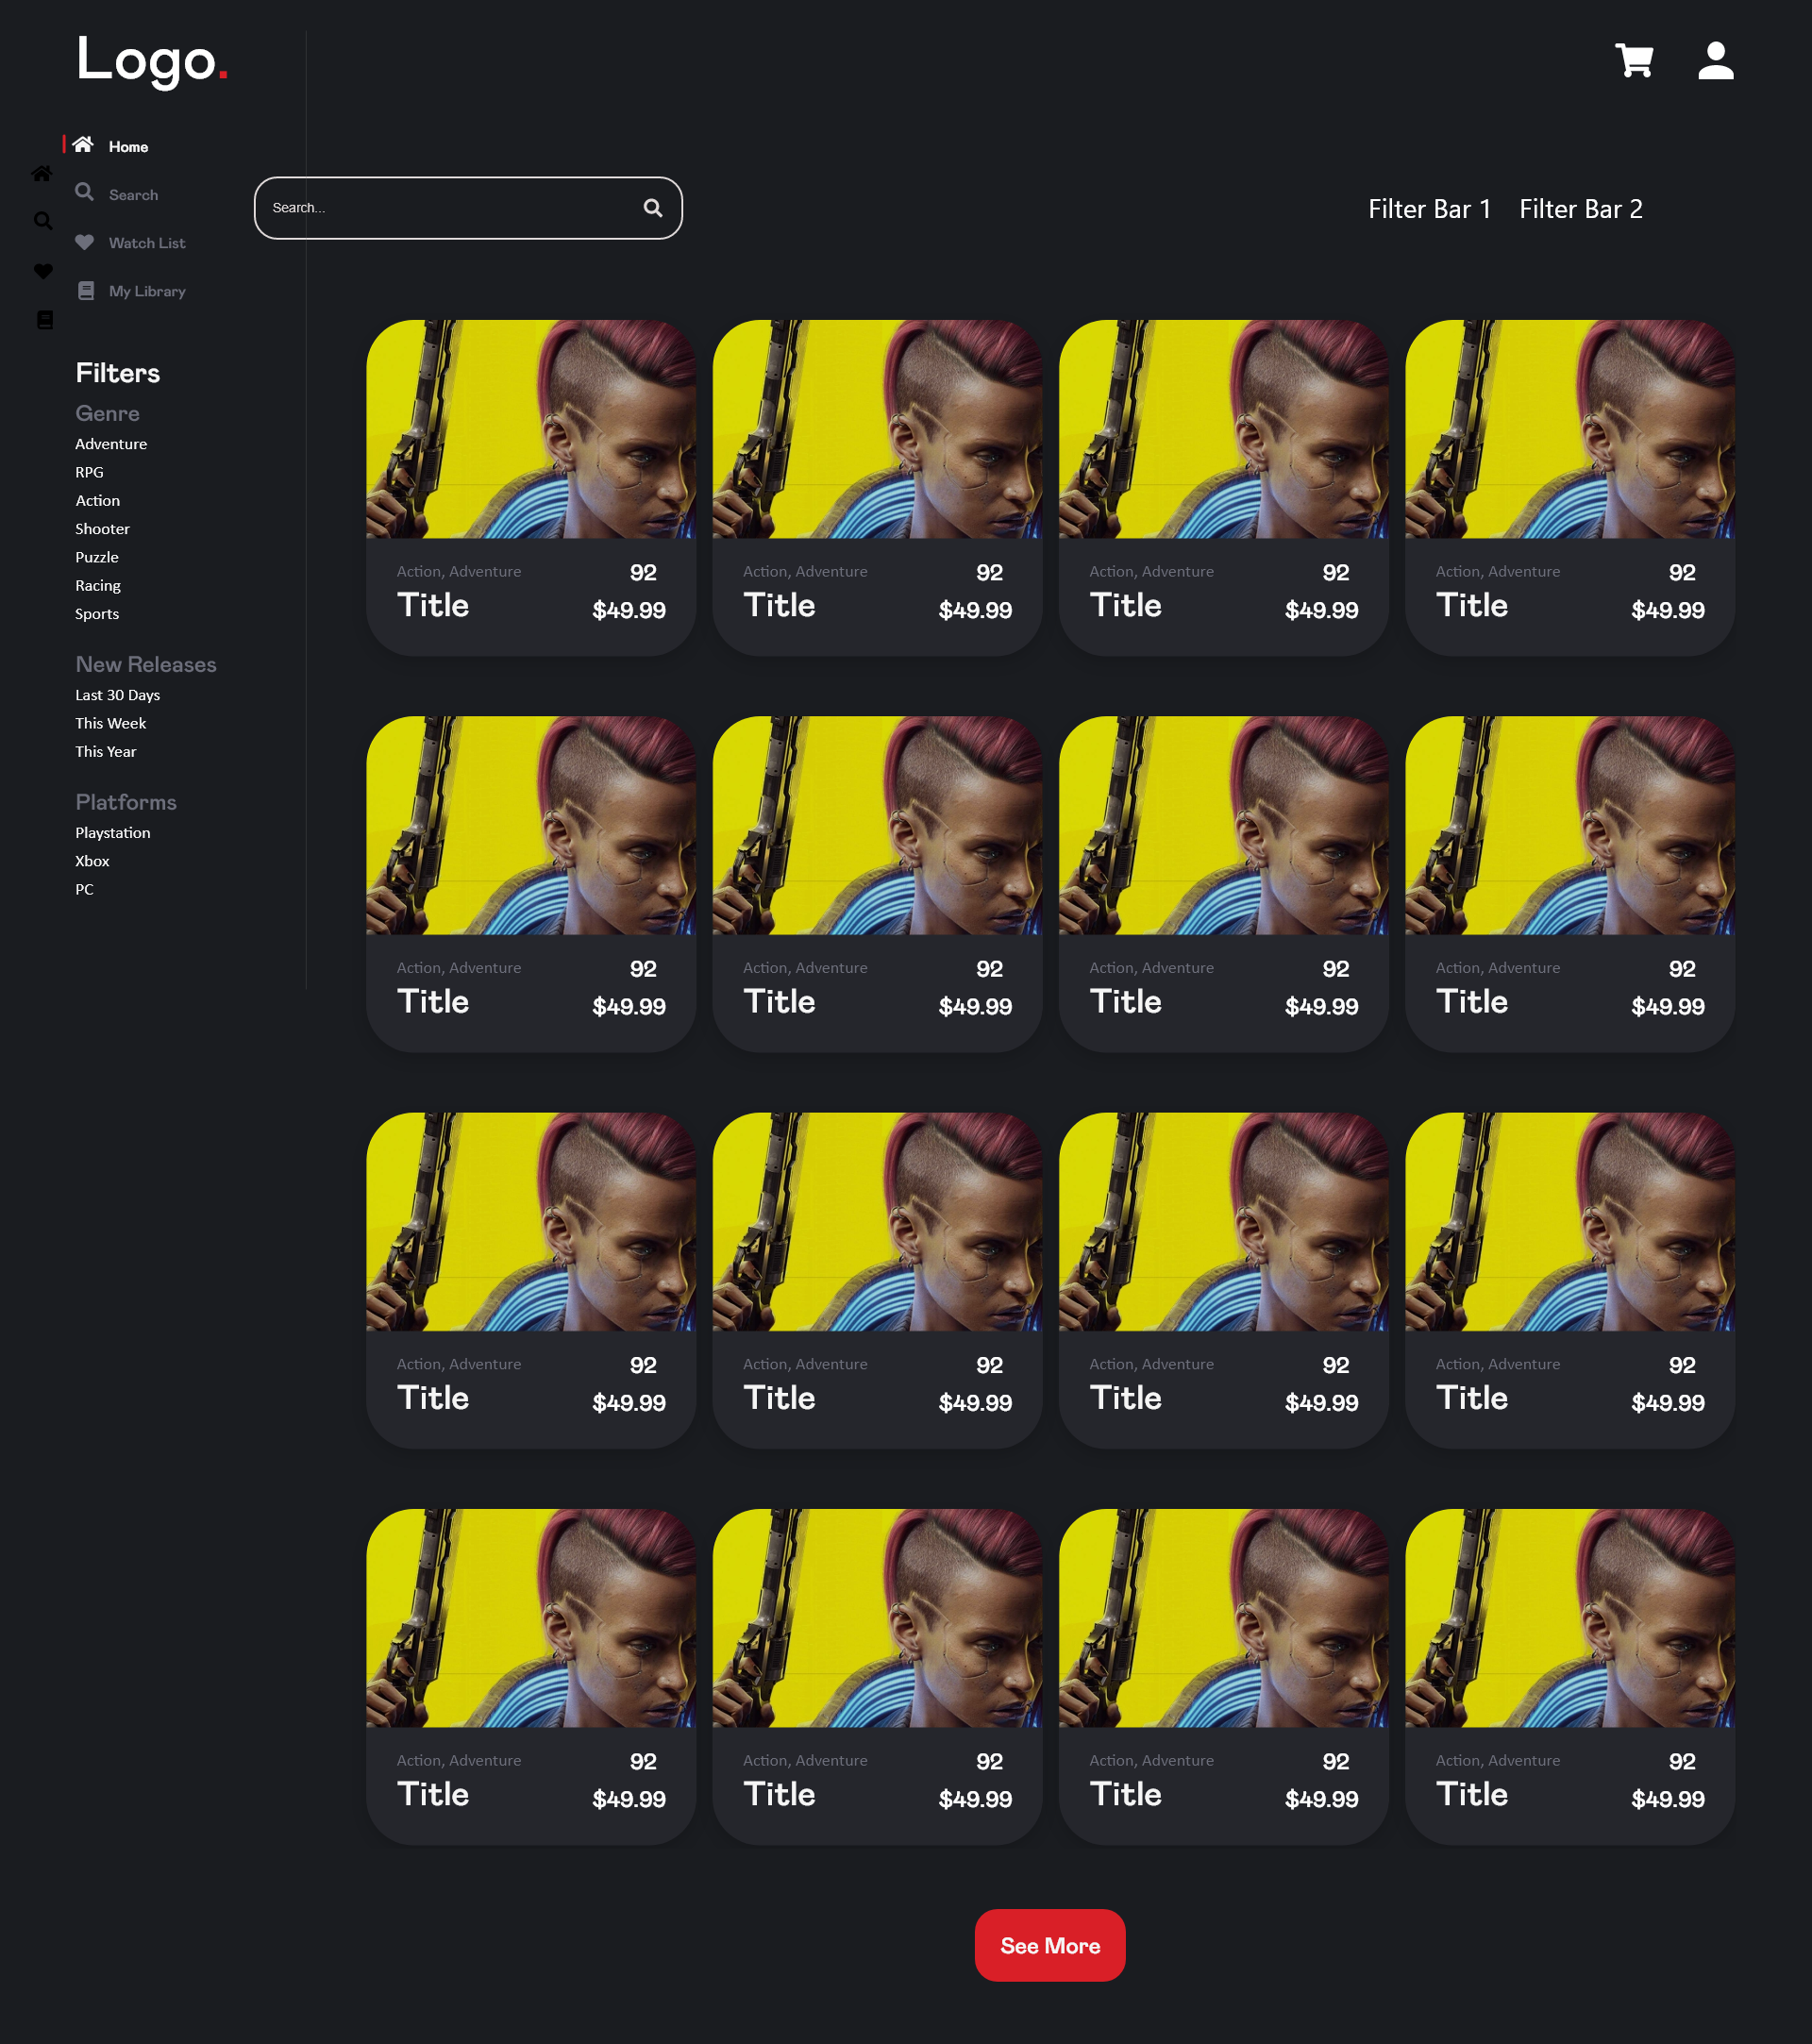 Logo.
Home
Search
Watch List
My Library
Search...
Filter Bar 1 Filter Bar 2
Filters
Genre
Adventure
RPG
Action
Shooter
Puzzle
Racing
Sports
New Releases
Last 30 Days
This Week
This Year
Platforms
Playstation
Xbox
PC
Action, Adventure 92
Title $49.99
Action, Adventure 92
Title $49.99
Action, Adventure 92
Title $49.99
Action, Adventure 92
Title $49.99
Action, Adventure 92
Title $49.99
Action, Adventure 92
Title $49.99
Action, Adventure 92
Title $49.99
Action, Adventure 92
Title $49.99
Action, Adventure 92
Title $49.99
Action, Adventure 92
Title $49.99
Action, Adventure 92
Title $49.99
Action, Adventure 92
Title $49.99
Action, Adventure 92
Title $49.99
Action, Adventure 92
Title $49.99
Action, Adventure 92
Title $49.99
Action, Adventure 92
Title $49.99
See More